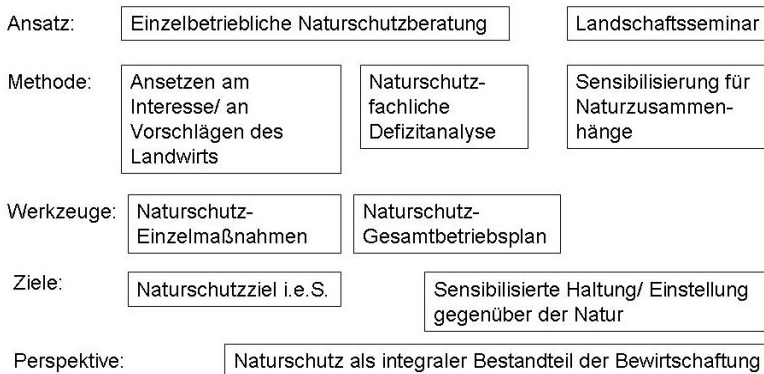 Ansatz: Einzelbetriebliche Naturschutzberatung Landschaftsseminar
Methode: Ansetzen am
Interesse/ an
Vorschlägen des
Landwirts
Naturschutz-
fachliche
Defizitanalyse
Sensibilisierung für
Naturzusammen-
hänge
Werkzeuge: Naturschutz-
Einzelmaßnahmen
Naturschutz-
Gesamtbetriebsplan
Ziele: Naturschutzziel i.e.S.
Sensibilisierte Haltung/ Einstellung
gegenüber der Natur
Perspektive: Naturschutz als integraler Bestandteil der Bewirtschaftung